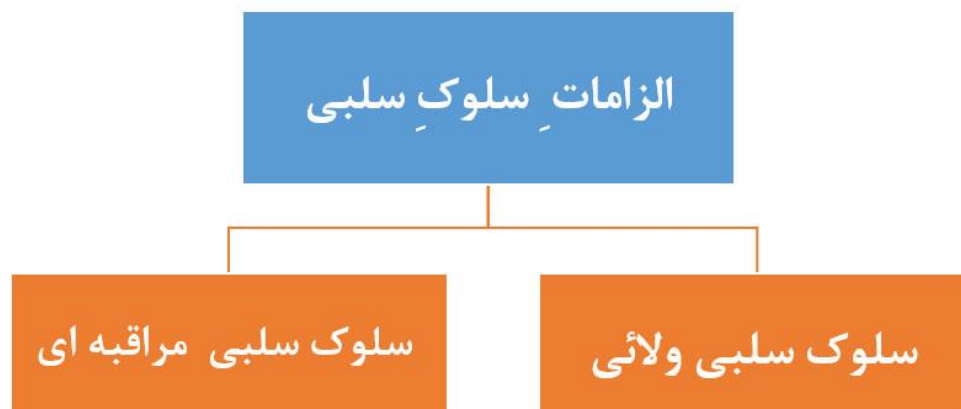 الزامات ِ سلوکِ سلبی
سلوک سلبی ولائی
سلوک سلبی مراقبه ای